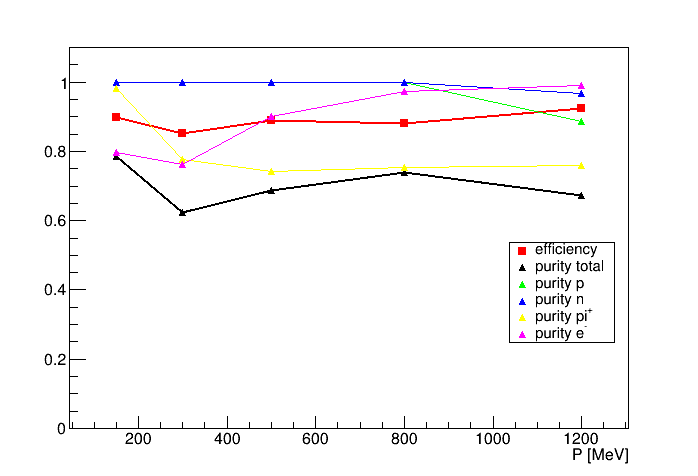 1
0.8
0.6
0.4
0.2
0
efficiency
purity total
purity p
purity n
purity pi⁺
purity e⁻
200 400 600 800 1000 1200
P [MeV]